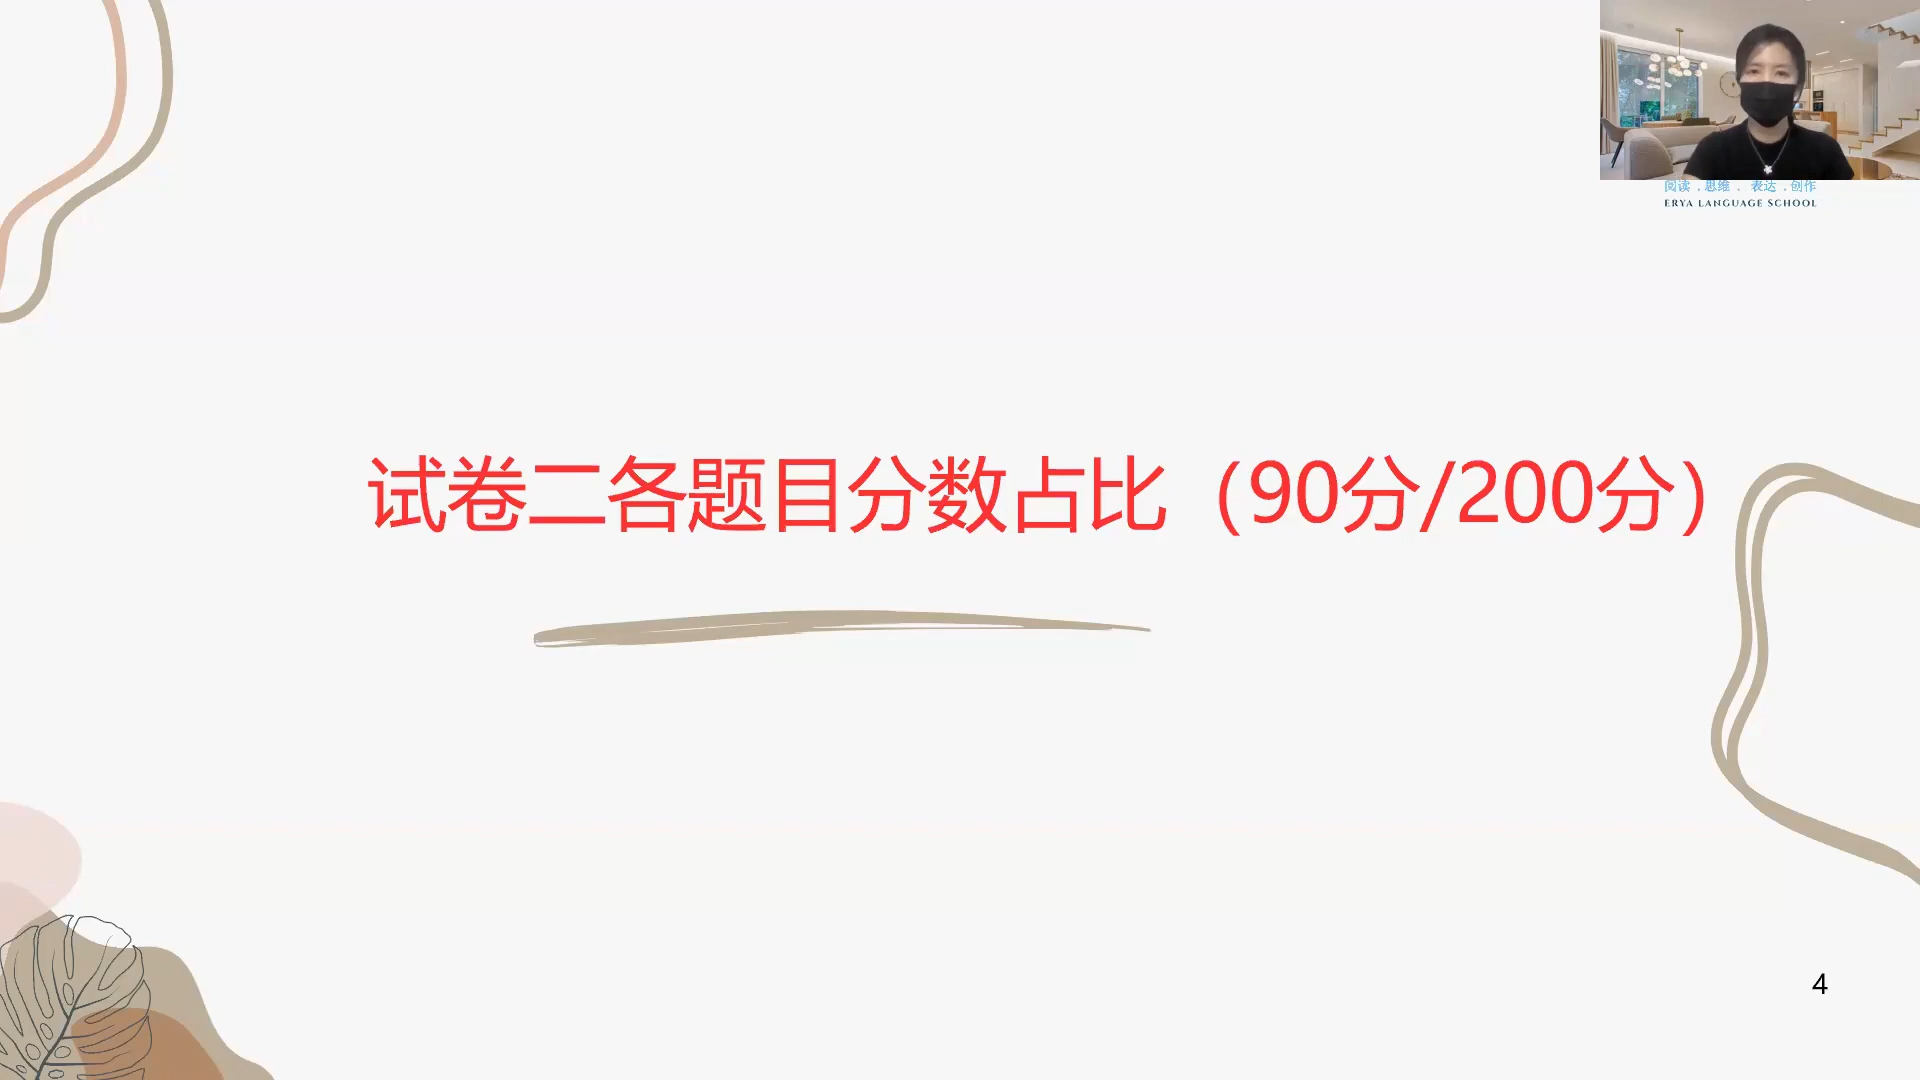 阅读 . 思维 . 表达 . 创作
ERYA LANGUAGE SCHOOL
试卷二各题目分数占比（90分/200分）
4